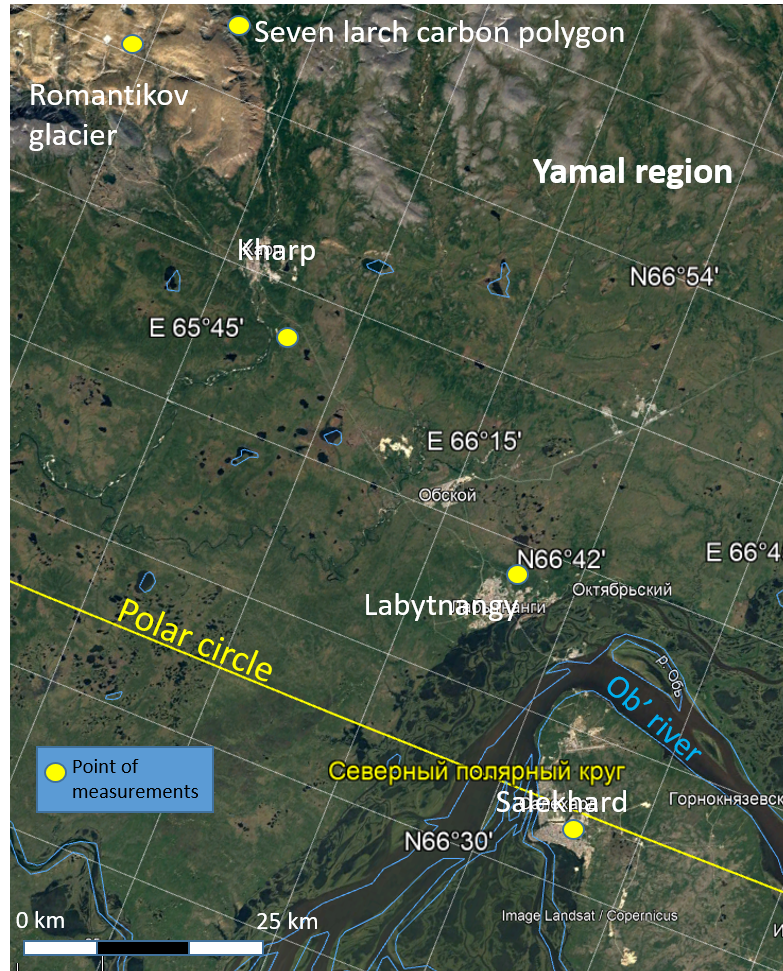 Seven larch carbon polygon
Romantikov
glacier
Yamal region
Kharp
N66°54'
E 65°45'
E 66°15'
Обской
N66°42'
E 66°4
Октябрьский
Labytnangy
Polar circle
р. Обь
Ob’ river
Point of
measurements
Северный полярный круг
Salekhard
Горнокнязевск
N66°30'
0 km
25 km
Image Landsat / Copernicus